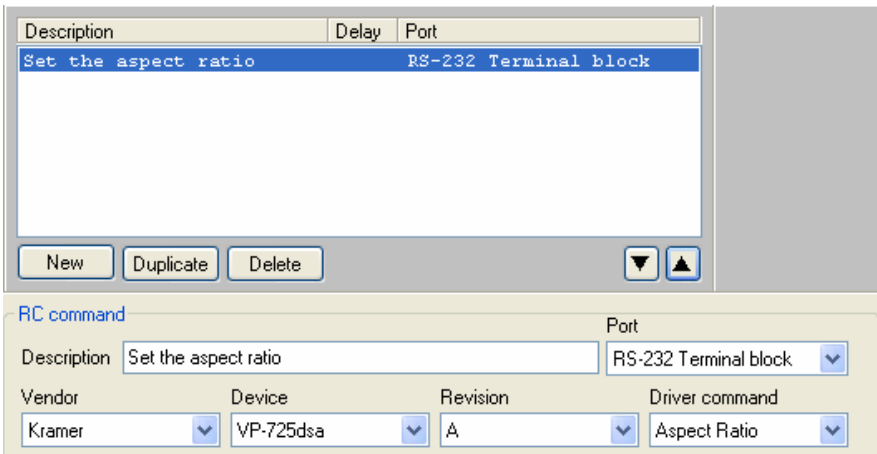 Description Delay Port
Set the aspect ratio RS-232 Terminal block
New Duplicate Delete
RC command
Port
Description Set the aspect ratio RS-232 Terminal block
Vendor Device Revision Driver command
Kramer VP-725dsa A Aspect Ratio